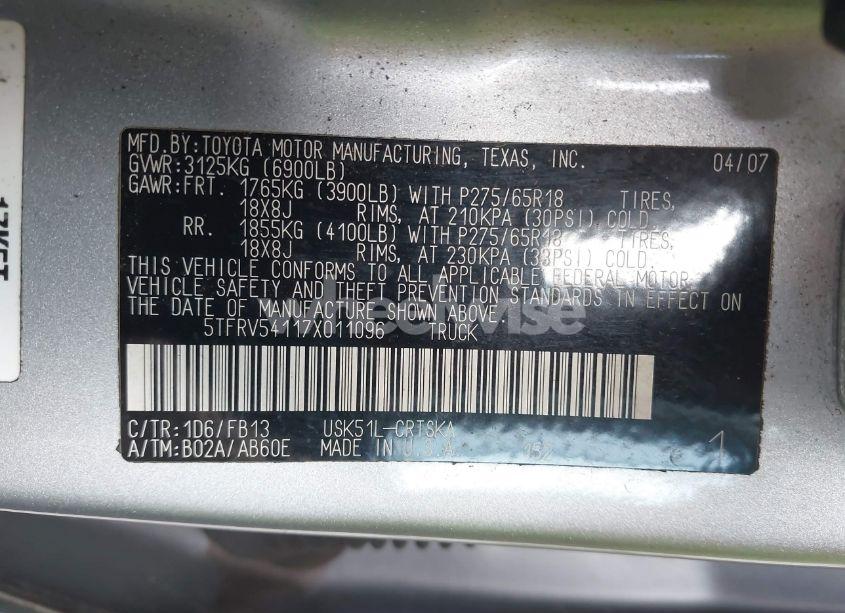 MFD.BY:TOYOTA MOTOR MANUFACTURING, TEXAS, INC. 04/07
GVWR:3125KG (6900LB)
GAWR:FRT. 1765KG (3900LB) WITH P275/65R18 TIRES,
18X8J RIMS, AT 210KPA (30PSI) COLD.
RR. 1855KG (4100LB) WITH P275/65R18 TIRES,
18X8J RIMS, AT 230KPA (33PSI) COLD.
THIS VEHICLE CONFORMS TO ALL APPLICABLE FEDERAL MOTOR
VEHICLE SAFETY AND THEFT PREVENTION STANDARDS IN EFFECT ON
THE DATE OF MANUFACTURE SHOWN ABOVE.
5TFRV54117X011096 TRUCK
C/TR:1D6/FB13 USK51L-CRTSKA
A/TM:B02A/AB60E MADE IN U.S.A. 152 1